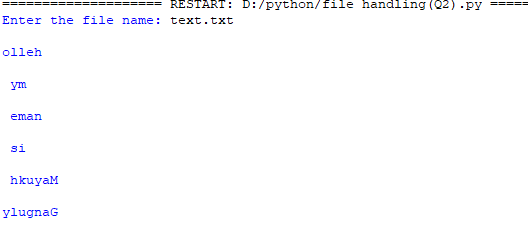 ==================== RESTART: D:/python/file handling(Q2).py =====
Enter the file name: text.txt
olleh
ym
eman
si
hkuyaM
ylugnaG